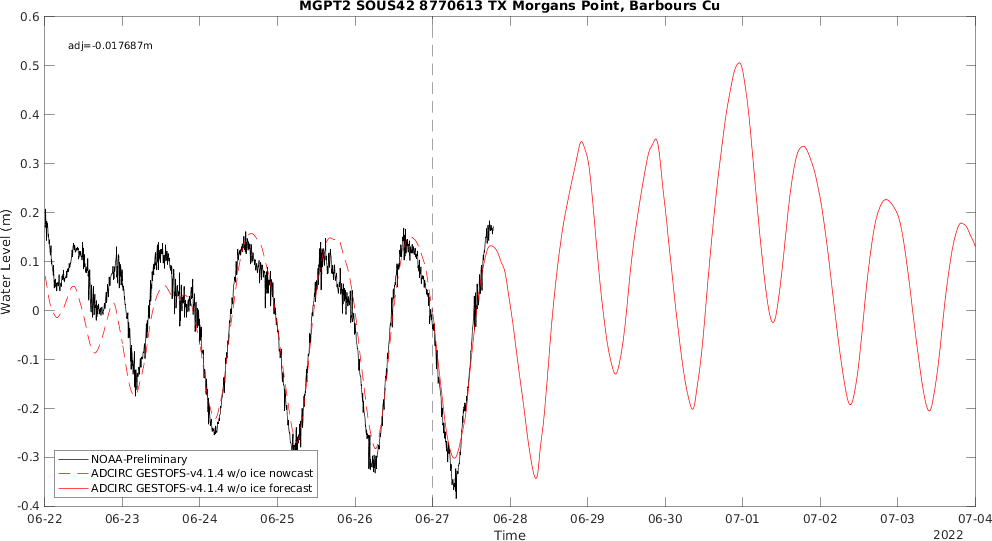 MGPT2 SOUS42 8770613 TX Morgans Point, Barbours Cu
adj=-0.017687m
0.6
0.5
0.4
0.3
0.2
0.1
0
-0.1
-0.2
-0.3
-0.4
Water Level (m)
NOAA-Preliminary
ADCIRC GESTOFS-v4.1.4 w/o ice nowcast
ADCIRC GESTOFS-v4.1.4 w/o ice forecast
06-22 06-23 06-24 06-25 06-26 06-27 06-28 06-29 06-30 07-01 07-02 07-03 07-04
Time
2022